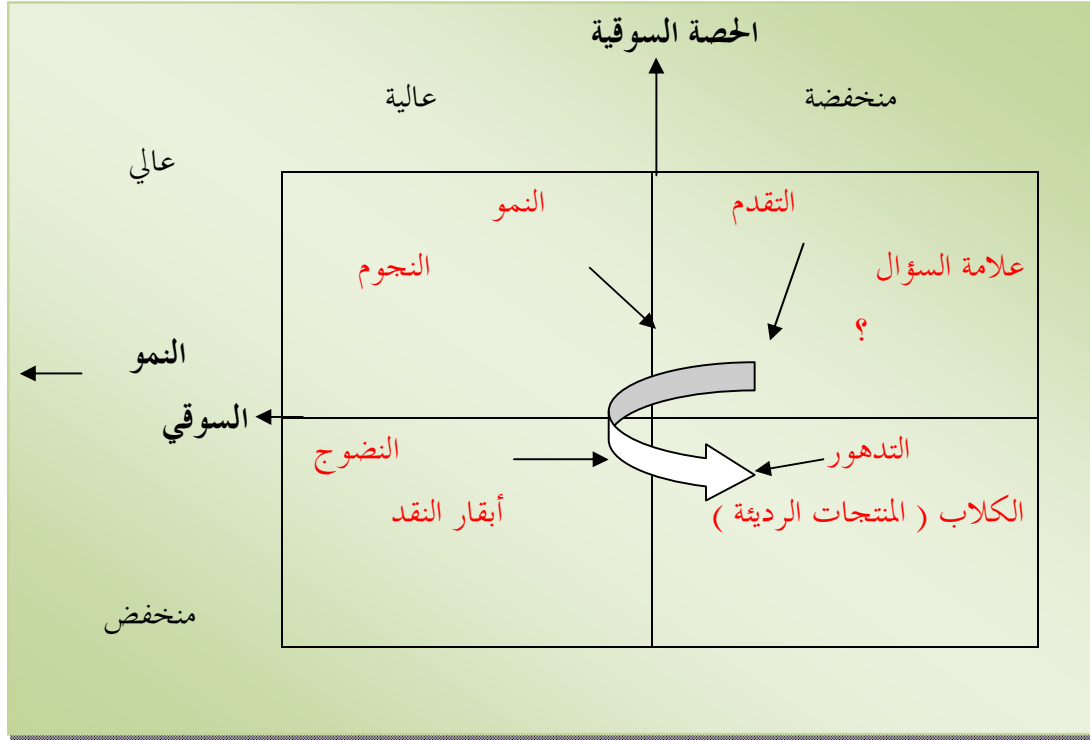 الحصة السوقية
منخفضة
عالية
عالي
التقدم
النمو
علامة السؤال
النجوم
؟
النمو
السوقي
التدهور
النضوج
الكلاب ( المنتجات الرديئة )
أبقار النقد
منخفض